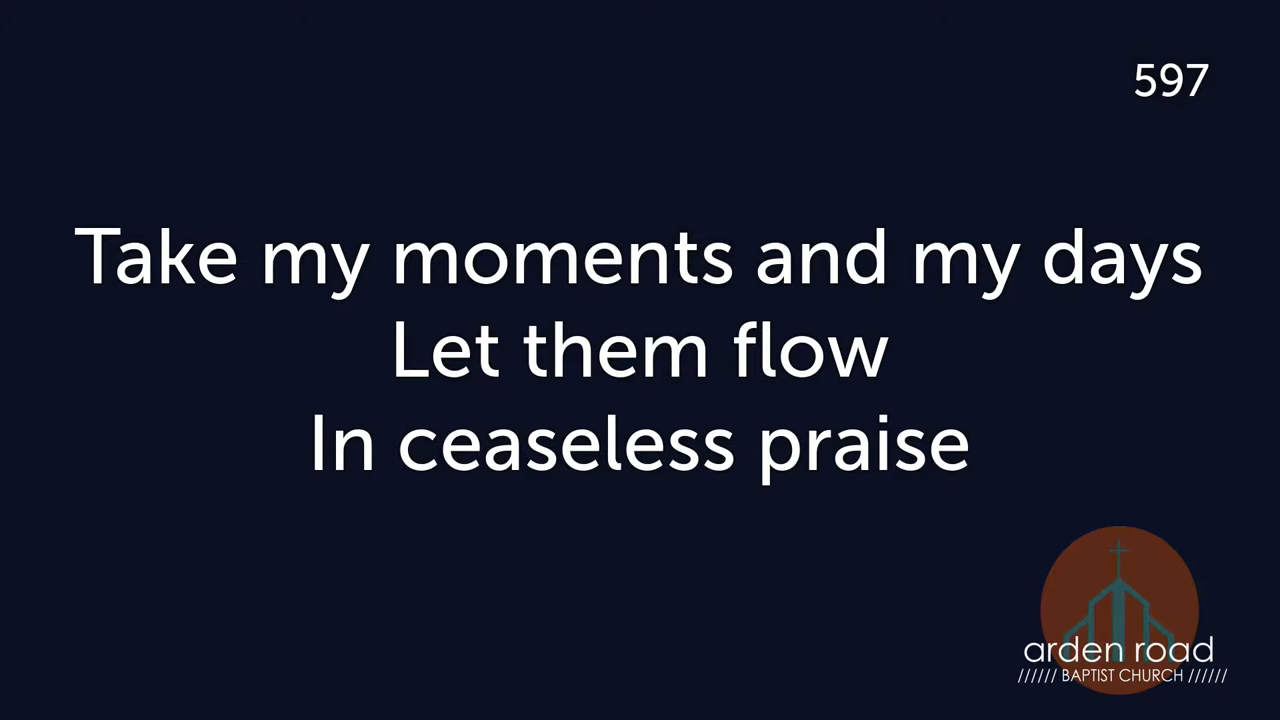 597
Take my moments and my days
Let them flow
In ceaseless praise
arden road
////// BAPTIST CHURCH //////